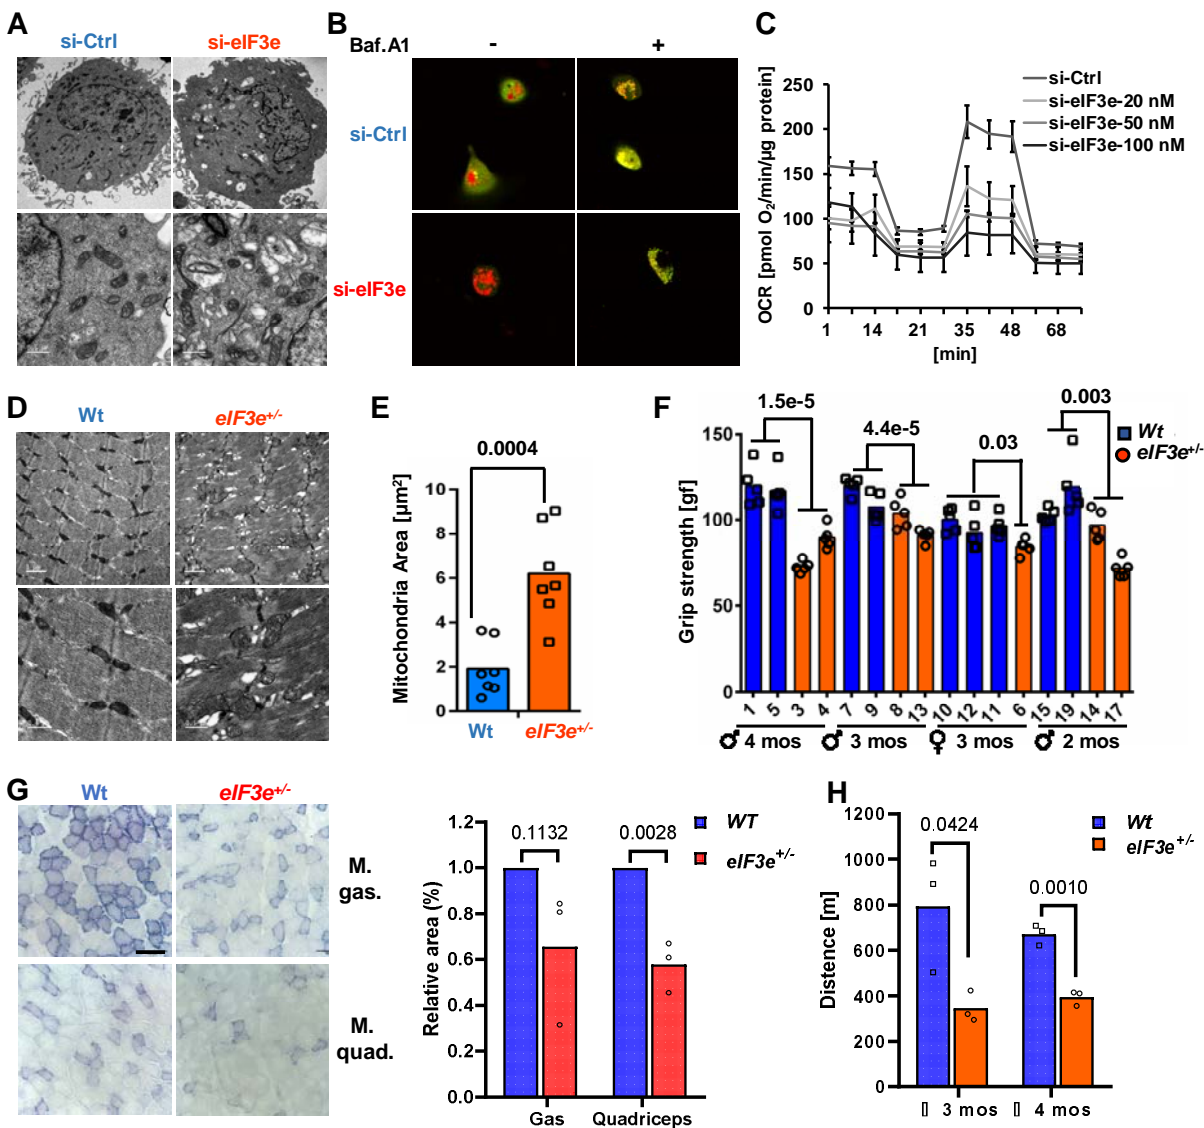 A
si-Ctrl
si-eIF3e
B
Baf.A1
-
+
si-Ctrl
si-eIF3e
C
OCR [pmol O₂/min/µg protein]
250
200
150
100
50
0
1
14
21
35
48
68
[min]
si-Ctrl
si-eIF3e-20 nM
si-eIF3e-50 nM
si-eIF3e-100 nM
D
Wt
eIF3e+/-
E
0.0004
Mitochondria Area [µm²]
10
8
6
4
2
0
Wt
eIF3e+/-
F
1.5e-5
4.4e-5
0.03
0.003
Wt
eIF3e+/-
Grip strength [gf]
150
100
50
0
1 5 3 4 7 9 8 13 10 12 11 6 15 19 14 17
♂ 4 mos
♂ 3 mos
♀ 3 mos
♂ 2 mos
G
Wt
eIF3e+/-
M.
gas.
M.
quad.
Relative area (%)
1.2
1.0
0.8
0.6
0.4
0.2
0.0
0.1132
0.0028
WT
eIF3e+/-
Gas
Quadriceps
H
Distence [m]
1200
1000
800
600
400
200
0
0.0424
0.0010
Wt
eIF3e+/-
▯ 3 mos
▯ 4 mos